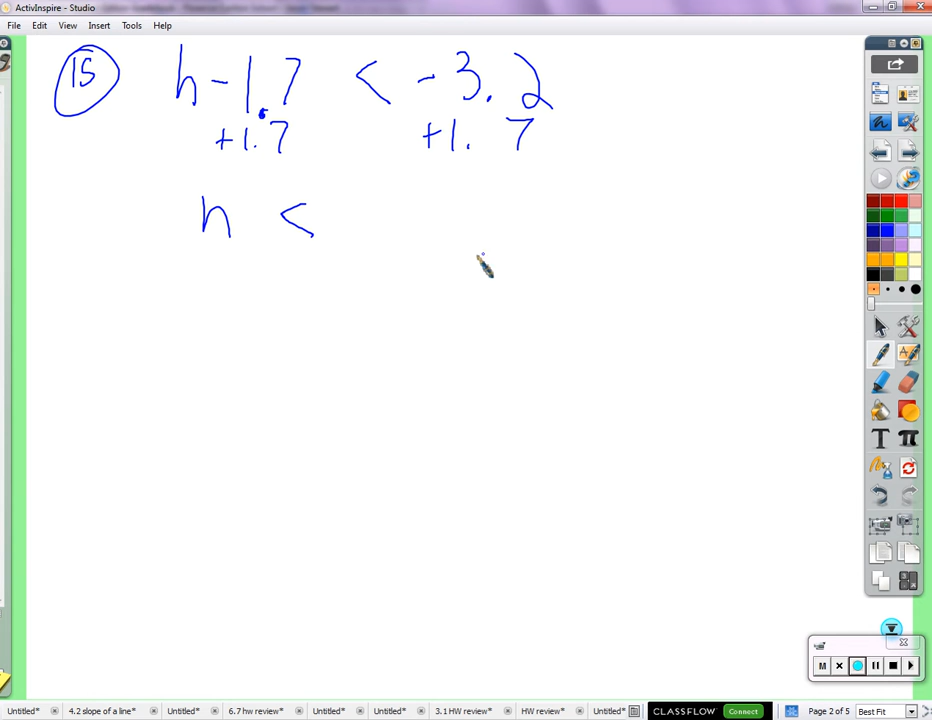 ActivInspire - Studio
File Edit View Insert Tools Help
15 h - 1.7 < -3.2
+1.7 +1.7
h <
M
Untitled* 4.2 slope of a line* Untitled* 6.7 hw review* Untitled* Untitled* 3.1 HW review* HW review* Untitled* CLASSFLOW Connect Page 2 of 5 Best Fit